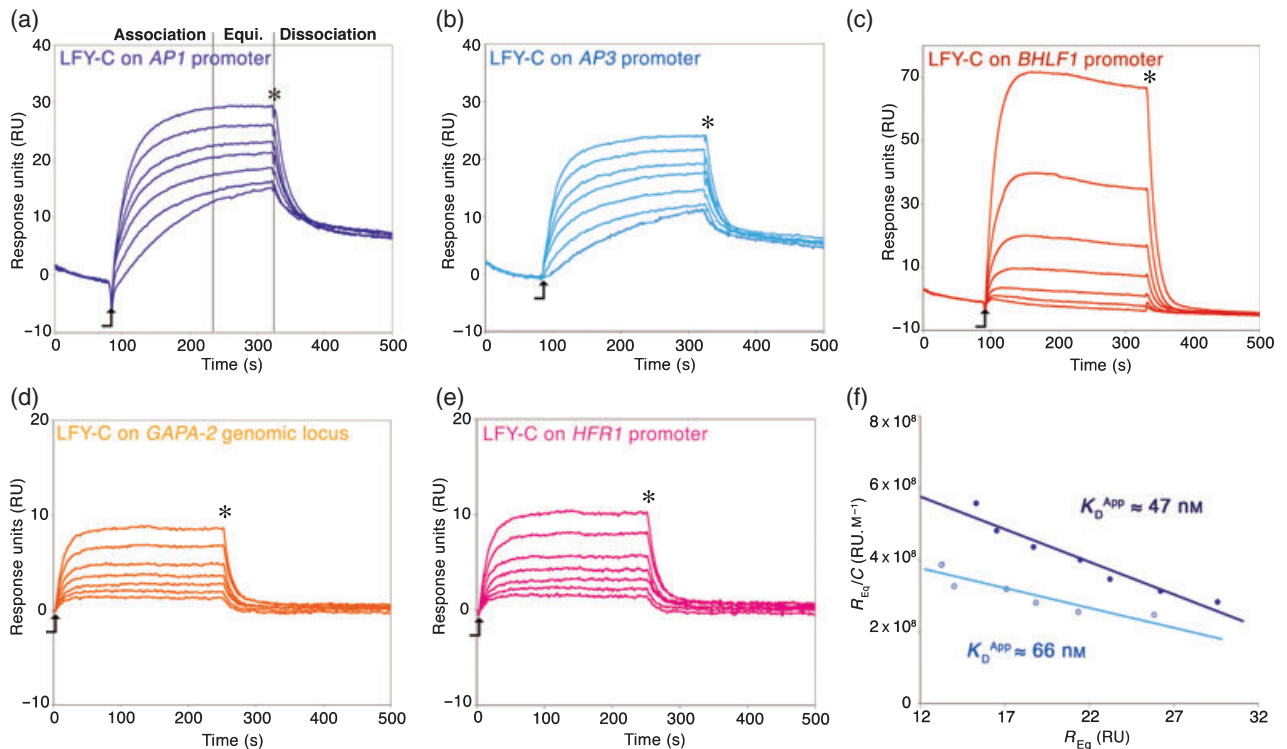 (a)
Association Equi. Dissociation
LFY-C on AP1 promoter
*
Response units (RU)
40
30
20
10
0
−10
0 100 200 300 400 500
Time (s)
(b)
LFY-C on AP3 promoter
*
Response units (RU)
40
30
20
10
0
−10
0 100 200 300 400 500
Time (s)
(c)
LFY-C on BHLF1 promoter
*
Response units (RU)
70
50
30
10
−10
0 100 200 300 400 500
Time (s)
(d)
LFY-C on GAPA-2 genomic locus
*
Response units (RU)
20
10
0
−10
0 100 200 300 400 500
Time (s)
(e)
LFY-C on HFR1 promoter
*
Response units (RU)
20
10
0
−10
0 100 200 300 400 500
Time (s)
(f)
R_Eq/C (RU. M⁻¹)
8 x 10⁸
6 x 10⁸
4 x 10⁸
2 x 10⁸
0
K_D^App ≈ 47 nM
K_D^App ≈ 66 nM
12 17 22 27 32
R_Eq (RU)